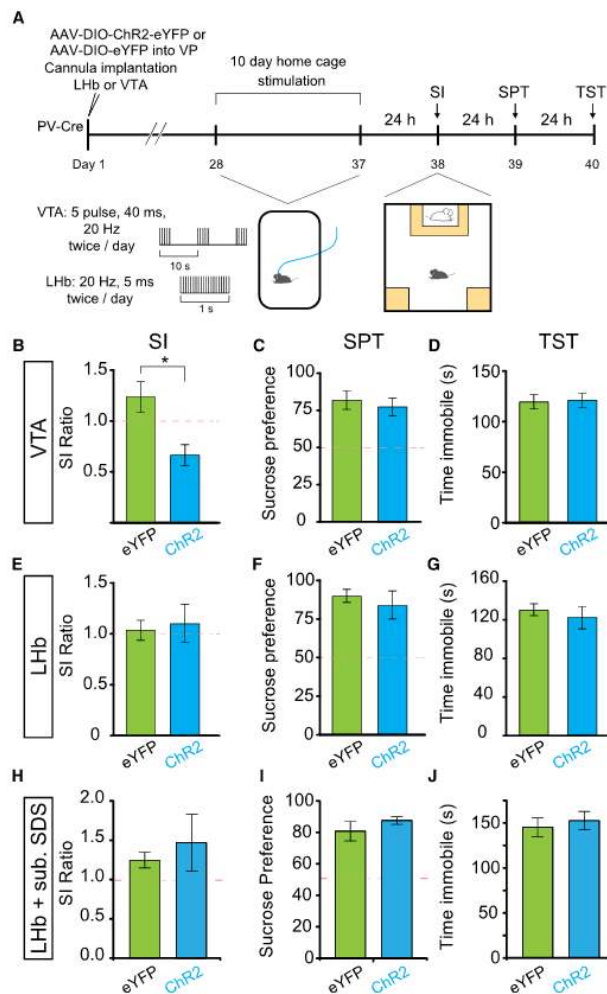 A
AAV-DIO-ChR2-eYFP or
AAV-DIO-eYFP into VP
Cannula implantation
LHb or VTA
10 day home cage
stimulation
SI
SPT
TST
24 h
24 h
24 h
PV-Cre
Day 1
28
37
38
39
40
VTA: 5 pulse, 40 ms,
20 Hz
twice / day
10 s
LHb: 20 Hz, 5 ms
twice / day
1 s
B
SI
C
SPT
D
TST
VTA
SI Ratio
1.5
1.0
0.5
0
*
eYFP
ChR2
Sucrose preference
100
75
50
25
0
eYFP
ChR2
Time immobile (s)
150
100
50
0
eYFP
ChR2
E
F
G
LHb
SI Ratio
1.5
1.0
0.5
0
eYFP
ChR2
Sucrose preference
100
75
50
25
0
eYFP
ChR2
Time immobile (s)
160
120
80
40
0
eYFP
ChR2
H
I
J
LHb + sub. SDS
SI Ratio
2.0
1.5
1.0
0.5
0.0
eYFP
ChR2
Sucrose Preference
100
80
60
40
20
0
eYFP
ChR2
Time immobile (s)
150
100
50
0
eYFP
ChR2